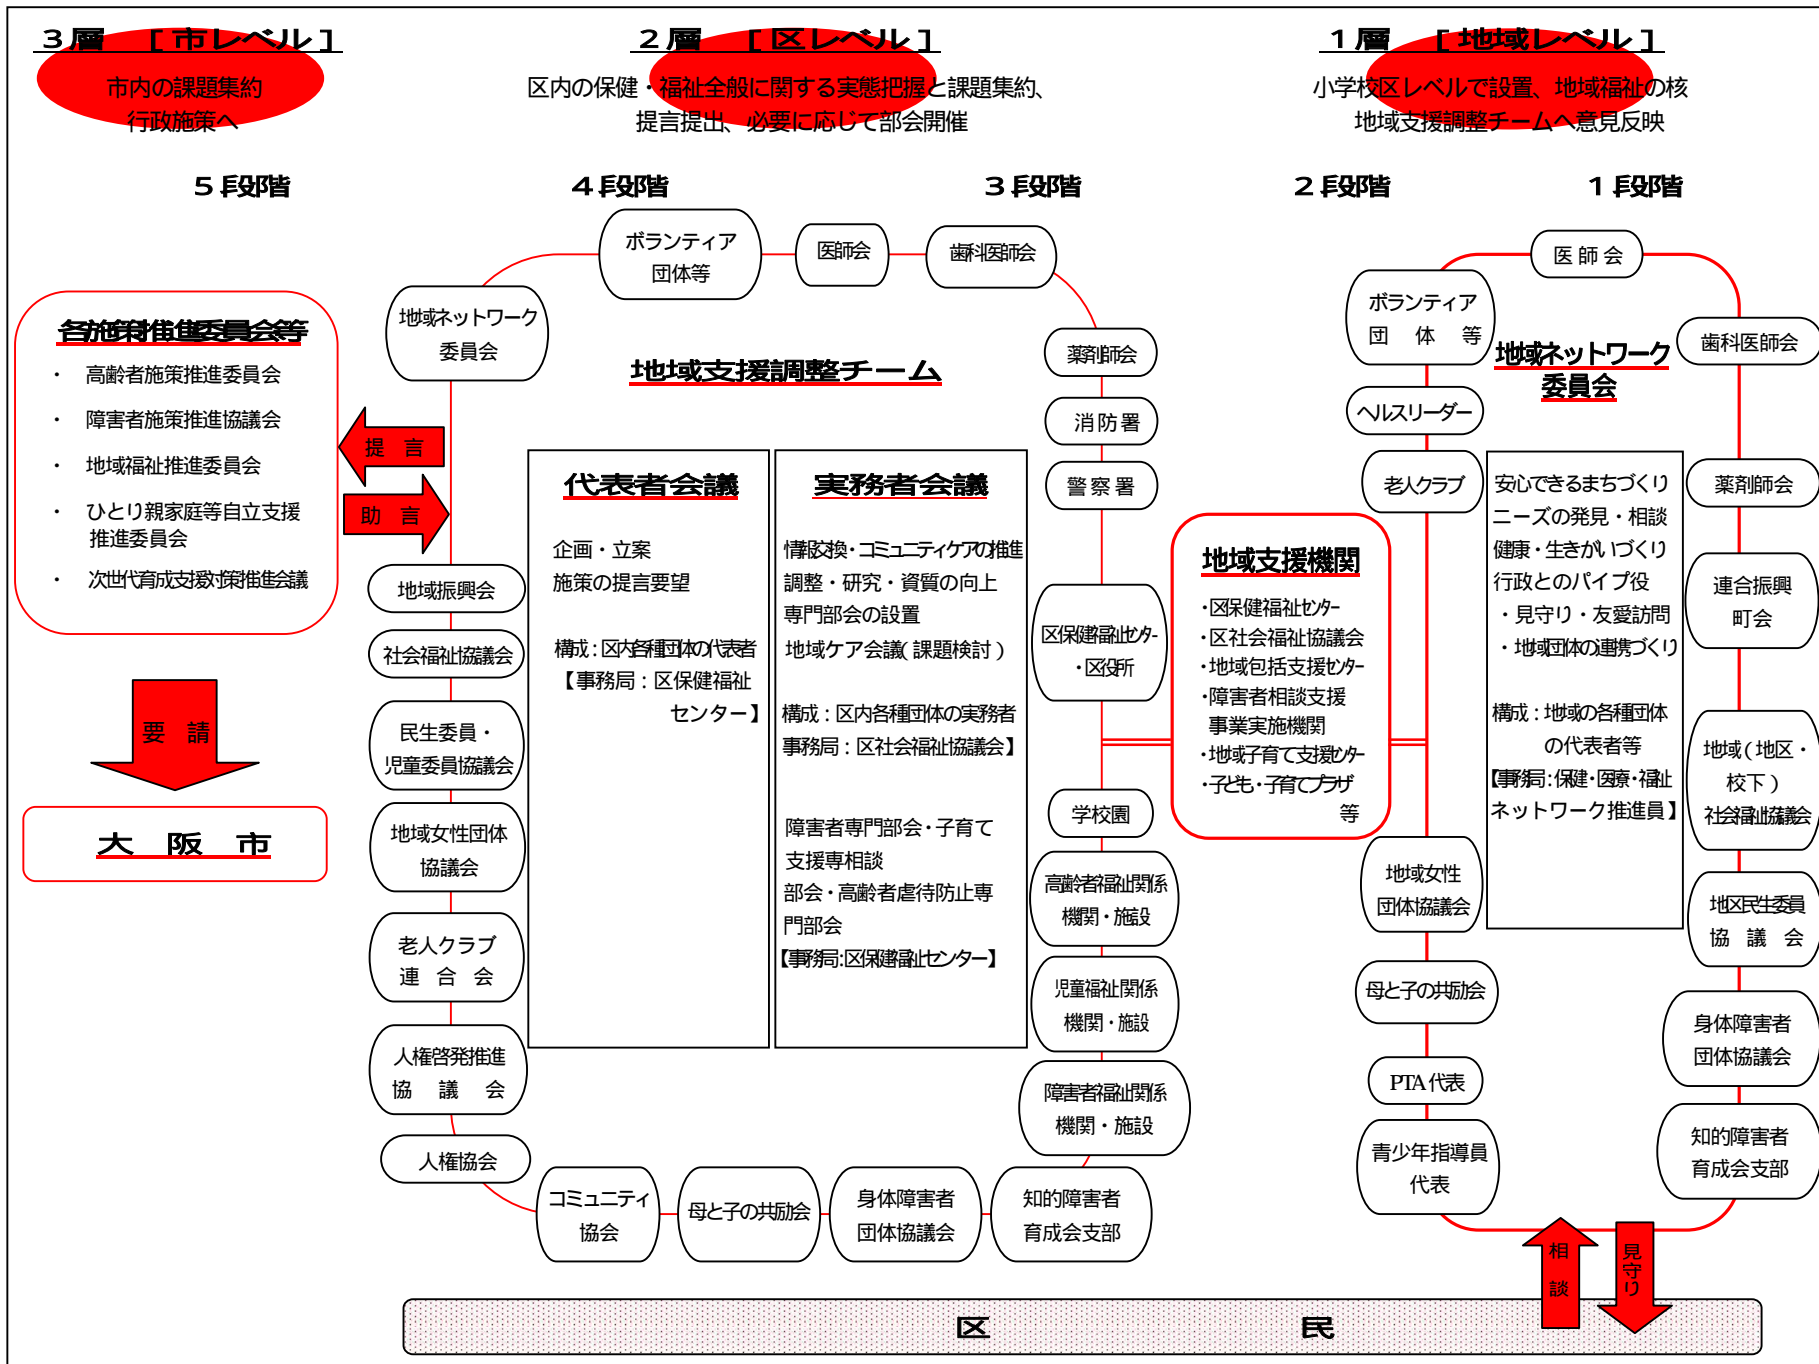 3層 [市レベル]
市内の課題集約
行政施策へ
2層 [区レベル]
区内の保健・福祉全般に関する実態把握と課題集約、
提言提出、必要に応じて部会開催
1層 [地域レベル]
小学校区レベルで設置、地域福祉の核
地域支援調整チームへ意見反映
5段階
4段階
3段階
2段階
1段階
各施策推進委員会等
・ 高齢者施策推進委員会
・ 障害者施策推進協議会
・ 地域福祉推進委員会
・ ひとり親家庭等自立支援
推進委員会
・ 次世代育成支援対策推進会議
提 言
助 言
要 請
大 阪 市
地域ネットワーク
委員会
ボランティア
団体等
医師会
歯科医師会
薬剤師会
消防署
警察署
区保健福祉センター
・区役所
学校園
高齢者福祉関係
機関・施設
児童福祉関係
機関・施設
障害者福祉関係
機関・施設
知的障害者
育成会支部
身体障害者
団体協議会
母と子の共励会
コミュニティ
協会
人権協会
人権啓発推進
協 議 会
老人クラブ
連 合 会
地域女性団体
協議会
民生委員・
児童委員協議会
社会福祉協議会
地域振興会
地域支援調整チーム
代表者会議
企画・立案
施策の提言要望
構成：区内各種団体の代表者
【事務局：区保健福祉
センター】
実務者会議
情報交換・コミュニティケアの推進
調整・研究・資質の向上
専門部会の設置
地域ケア会議(課題検討)
構成：区内各種団体の実務者
事務局：区社会福祉協議会】
障害者専門部会・子育て
支援専相談
部会・高齢者虐待防止専
門部会
【事務局:区保健福祉センター】
地域支援機関
・区保健福祉センター
・区社会福祉協議会
・地域包括支援センター
・障害者相談支援
事業実施機関
・地域子育て支援センター
・子ども・子育てプラザ
等
医 師 会
ボランティア
団 体 等
ヘルスリーダー
老人クラブ
地域女性
団体協議会
母と子の共励会
PTA代表
青少年指導員
代表
地域ネットワーク
委員会
安心できるまちづくり
ニーズの発見・相談
健康・生きがいづくり
行政とのパイプ役
・見守り・友愛訪問
・地域団体の連携づくり
構成：地域の各種団体
の代表者等
【事務局:保健・医療・福祉
ネットワーク推進員】
歯科医師会
薬剤師会
連合振興
町会
地域(地区・
校下)
社会福祉協議会
地区民生委員
協 議 会
身体障害者
団体協議会
知的障害者
育成会支部
相 談
見守り
区 民